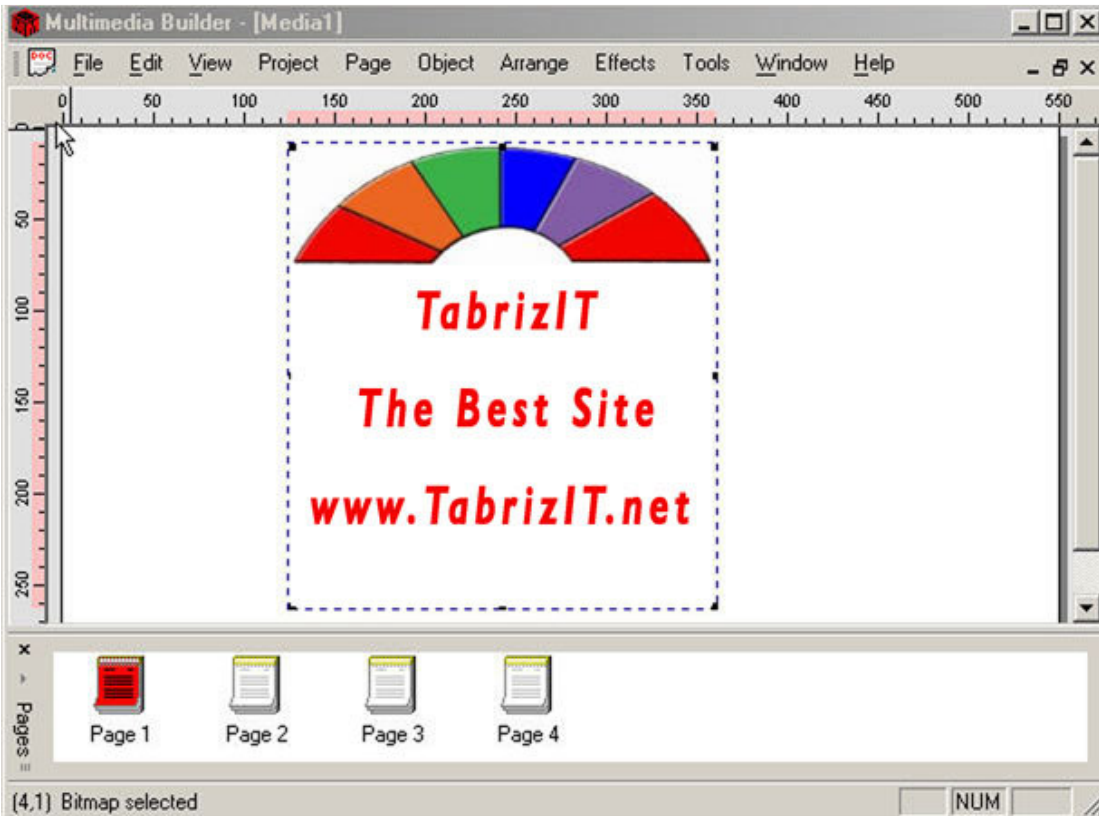 Multimedia Builder - [Media1]
File Edit View Project Page Object Arrange Effects Tools Window Help
0 50 100 150 200 250 300 350 400 450 500 550
0
50
100
150
200
250
TabrizIT
The Best Site
www.TabrizIT.net
Pages
Page 1 Page 2 Page 3 Page 4
(4,1) Bitmap selected NUM